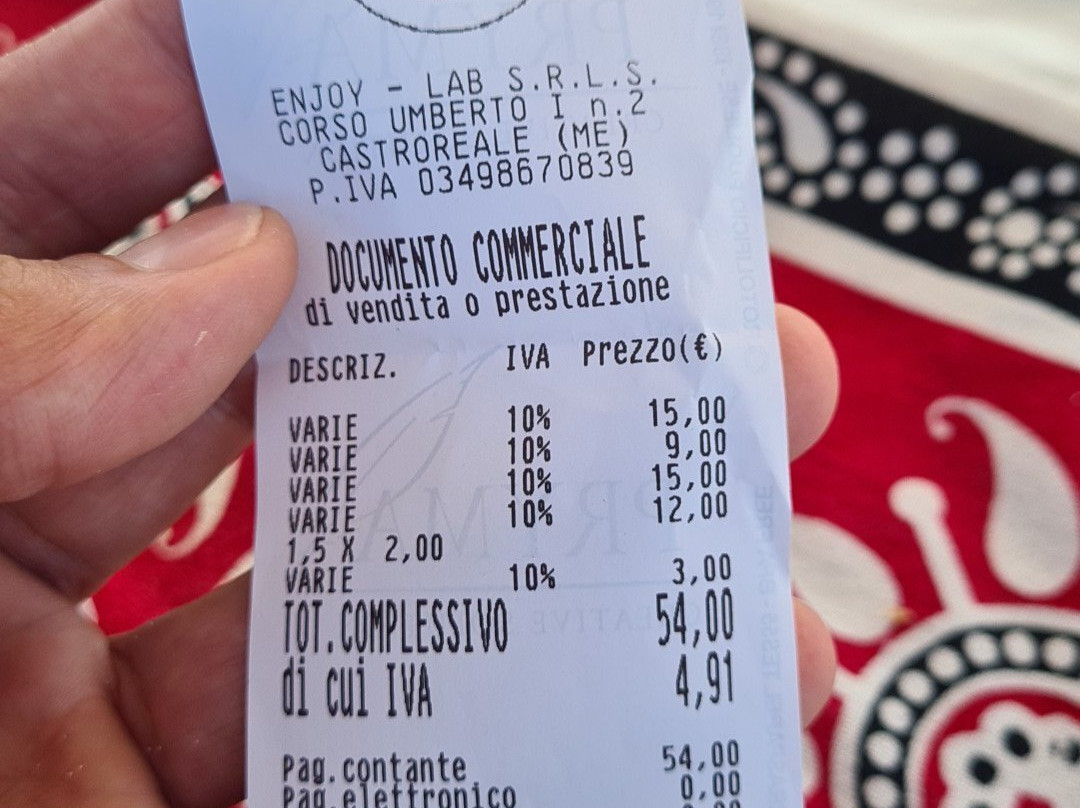 ENJOY - LAB S.R.L.S.
CORSO UMBERTO I n.2
CASTROREALE (ME)
P.IVA 03498670839
DOCUMENTO COMMERCIALE
di vendita o prestazione
DESCRIZ. IVA Prezzo(€)
VARIE 10% 15,00
VARIE 10% 9,00
VARIE 10% 15,00
VARIE 10% 12,00
1,5 X 2,00
VARIE 10% 3,00
TOT.COMPLESSIVO 54,00
di cui IVA 4,91
Pag.contante 54,00
Pag.elettronico 0,00